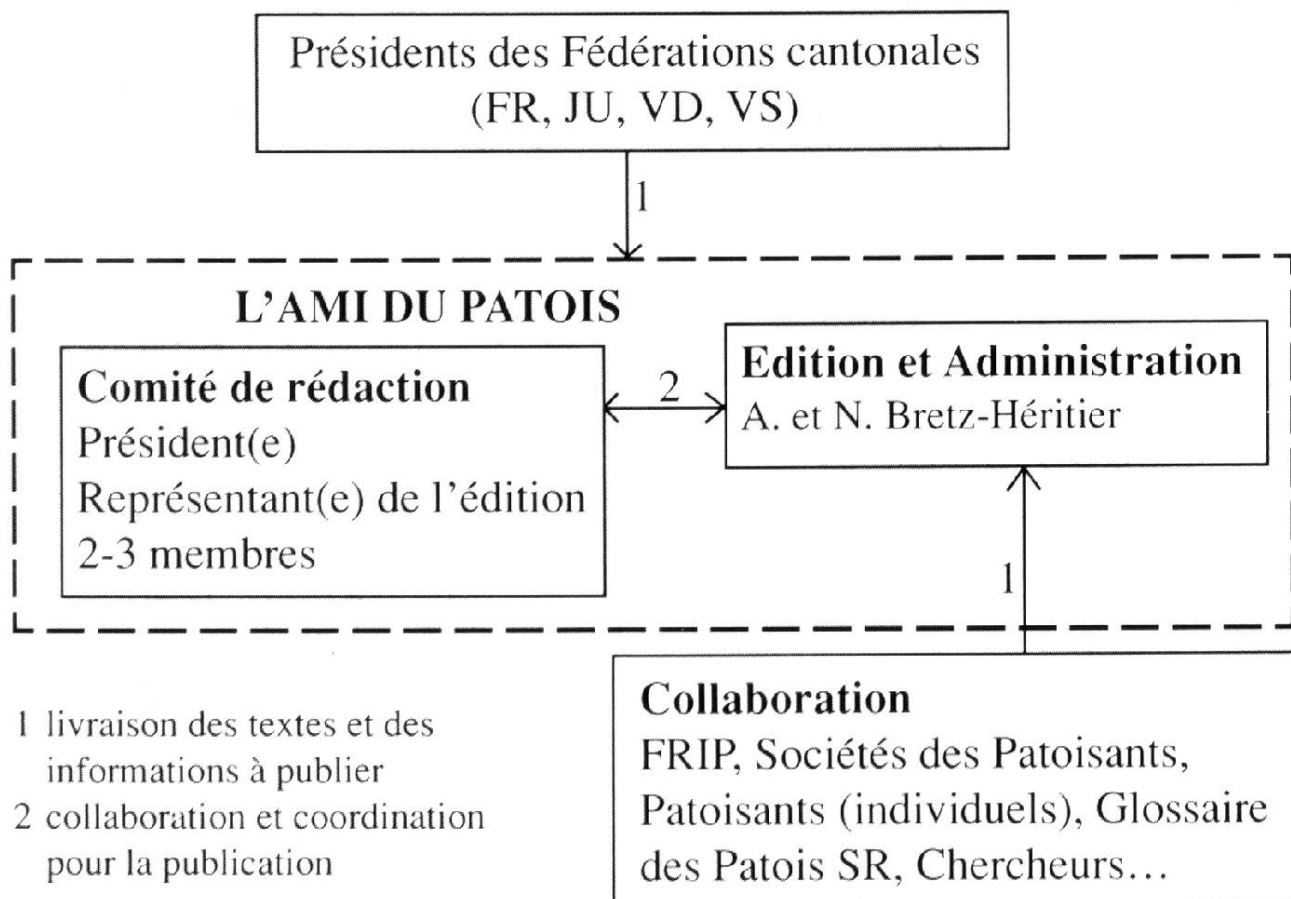 Présidents des Fédérations cantonales
(FR, JU, VD, VS)
1
L’AMI DU PATOIS
Comité de rédaction
Président(e)
Représentant(e) de l’édition
2-3 membres
2
Edition et Administration
A. et N. Bretz-Héritier
1
1 livraison des textes et des
informations à publier
2 collaboration et coordination
pour la publication
Collaboration
FRIP, Sociétés des Patoisants,
Patoisants (individuels), Glossaire
des Patois SR, Chercheurs…